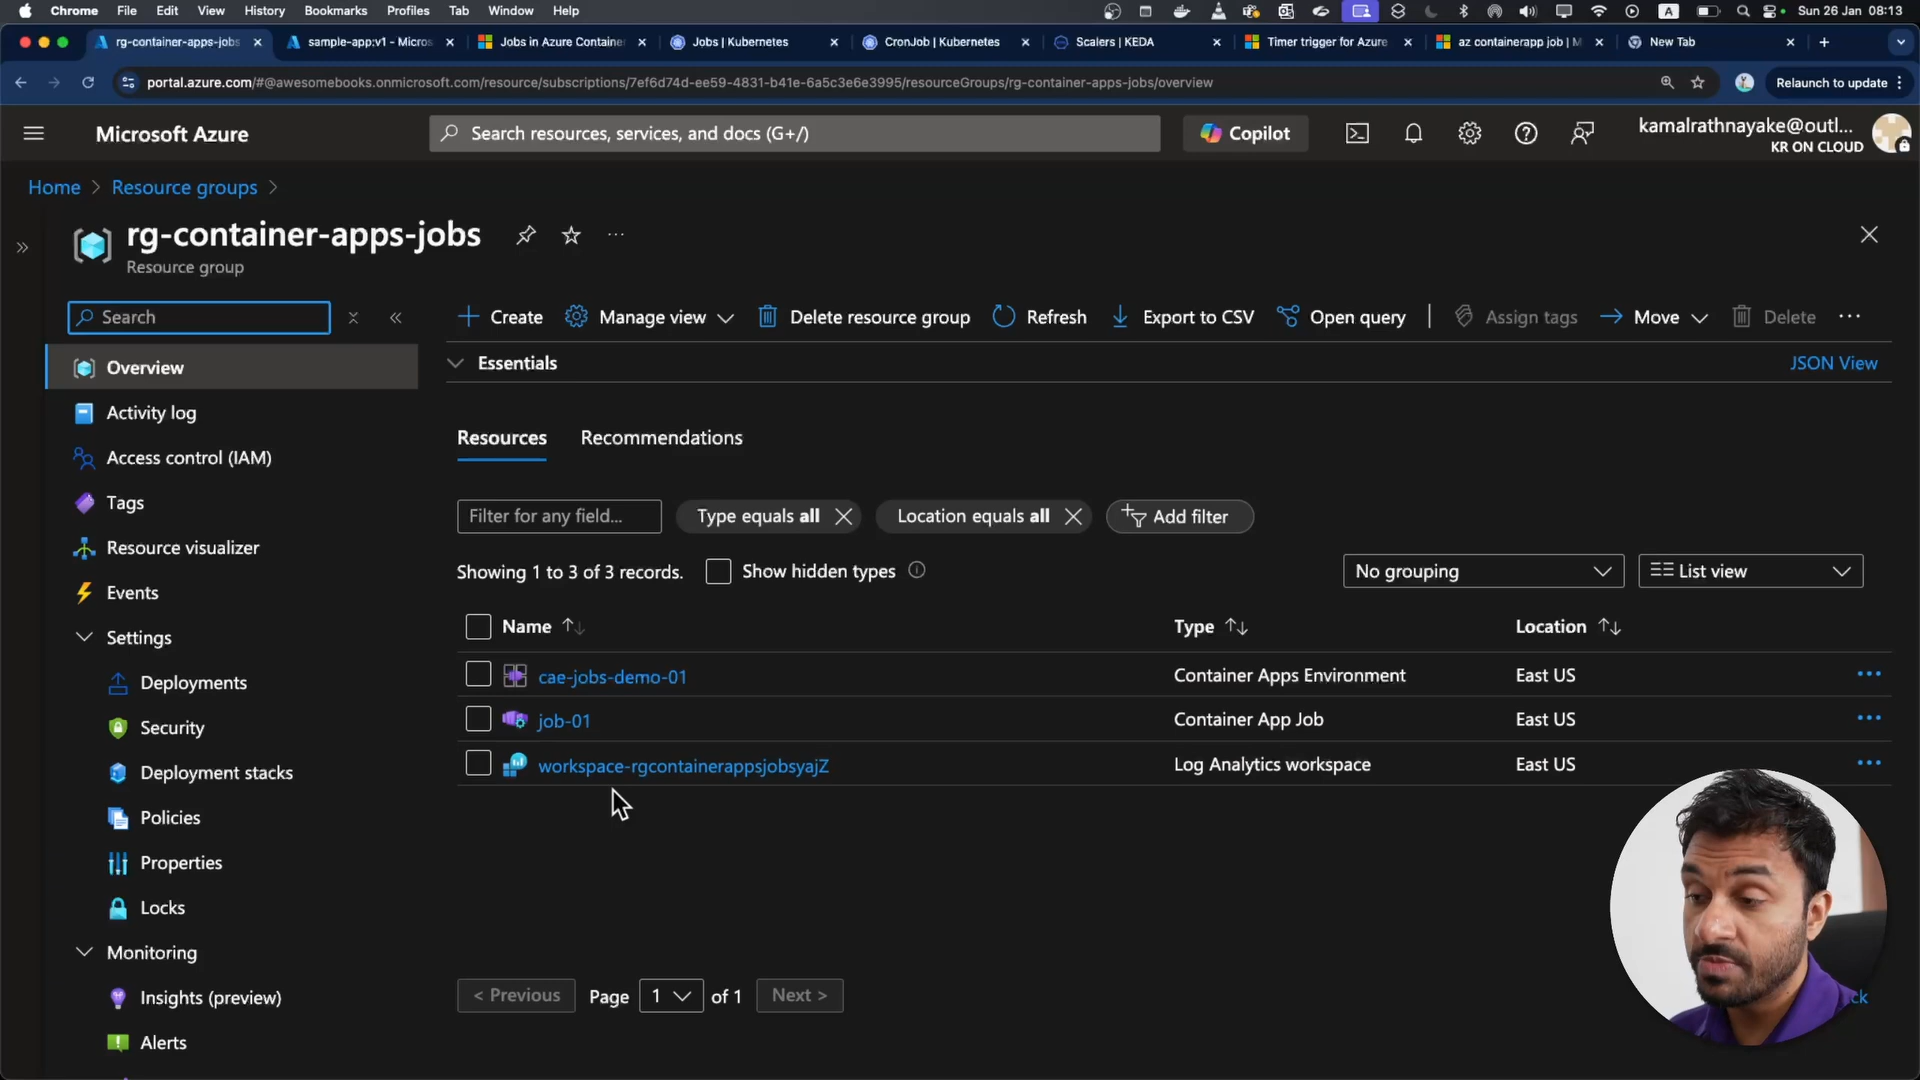 Chrome File Edit View History Bookmarks Profiles Tab Window Help A Sun 26 Jan 08:13
rg-container-apps-jobs sample-app:v1 - Micros Jobs in Azure Containe Jobs | Kubernetes CronJob | Kubernetes Scalers | KEDA Timer trigger for Azure az containerapp job | M New Tab
portal.azure.com/#@awesomebooks.onmicrosoft.com/resource/subscriptions/7ef6d74d-ee59-4831-b41e-6a5c3e6e3995/resourceGroups/rg-container-apps-jobs/overview Relaunch to update
Microsoft Azure Search resources, services, and docs (G+/) Copilot kamalrathnayake@outl...
KR ON CLOUD
Home > Resource groups >
rg-container-apps-jobs
Resource group
Search
Create Manage view Delete resource group Refresh Export to CSV Open query Assign tags Move Delete
Essentials JSON View
Overview
Activity log
Access control (IAM)
Tags
Resource visualizer
Events
Settings
Deployments
Security
Deployment stacks
Policies
Properties
Locks
Monitoring
Insights (preview)
Alerts
Resources Recommendations
Filter for any field... Type equals all Location equals all Add filter
Showing 1 to 3 of 3 records. Show hidden types No grouping List view
Name Type Location
cae-jobs-demo-01 Container Apps Environment East US
job-01 Container App Job East US
workspace-rgcontainerappsjobsyajZ Log Analytics workspace East US
< Previous Page 1 of 1 Next >